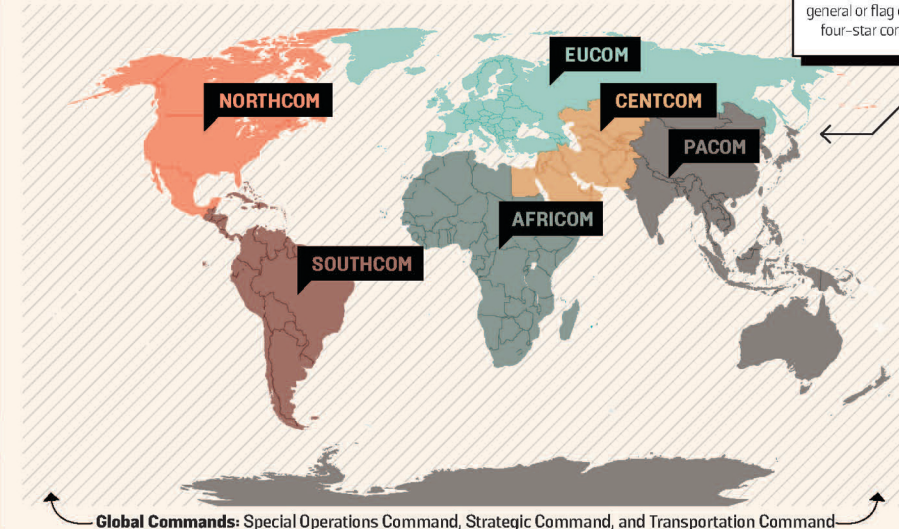 general or flag
four-star
EUCOM
NORTHCOM
CENTCOM
PACOM
AFRICOM
SOUTHCOM
Global Commands: Special Operations Command, Strategic Command, and Transportation Command